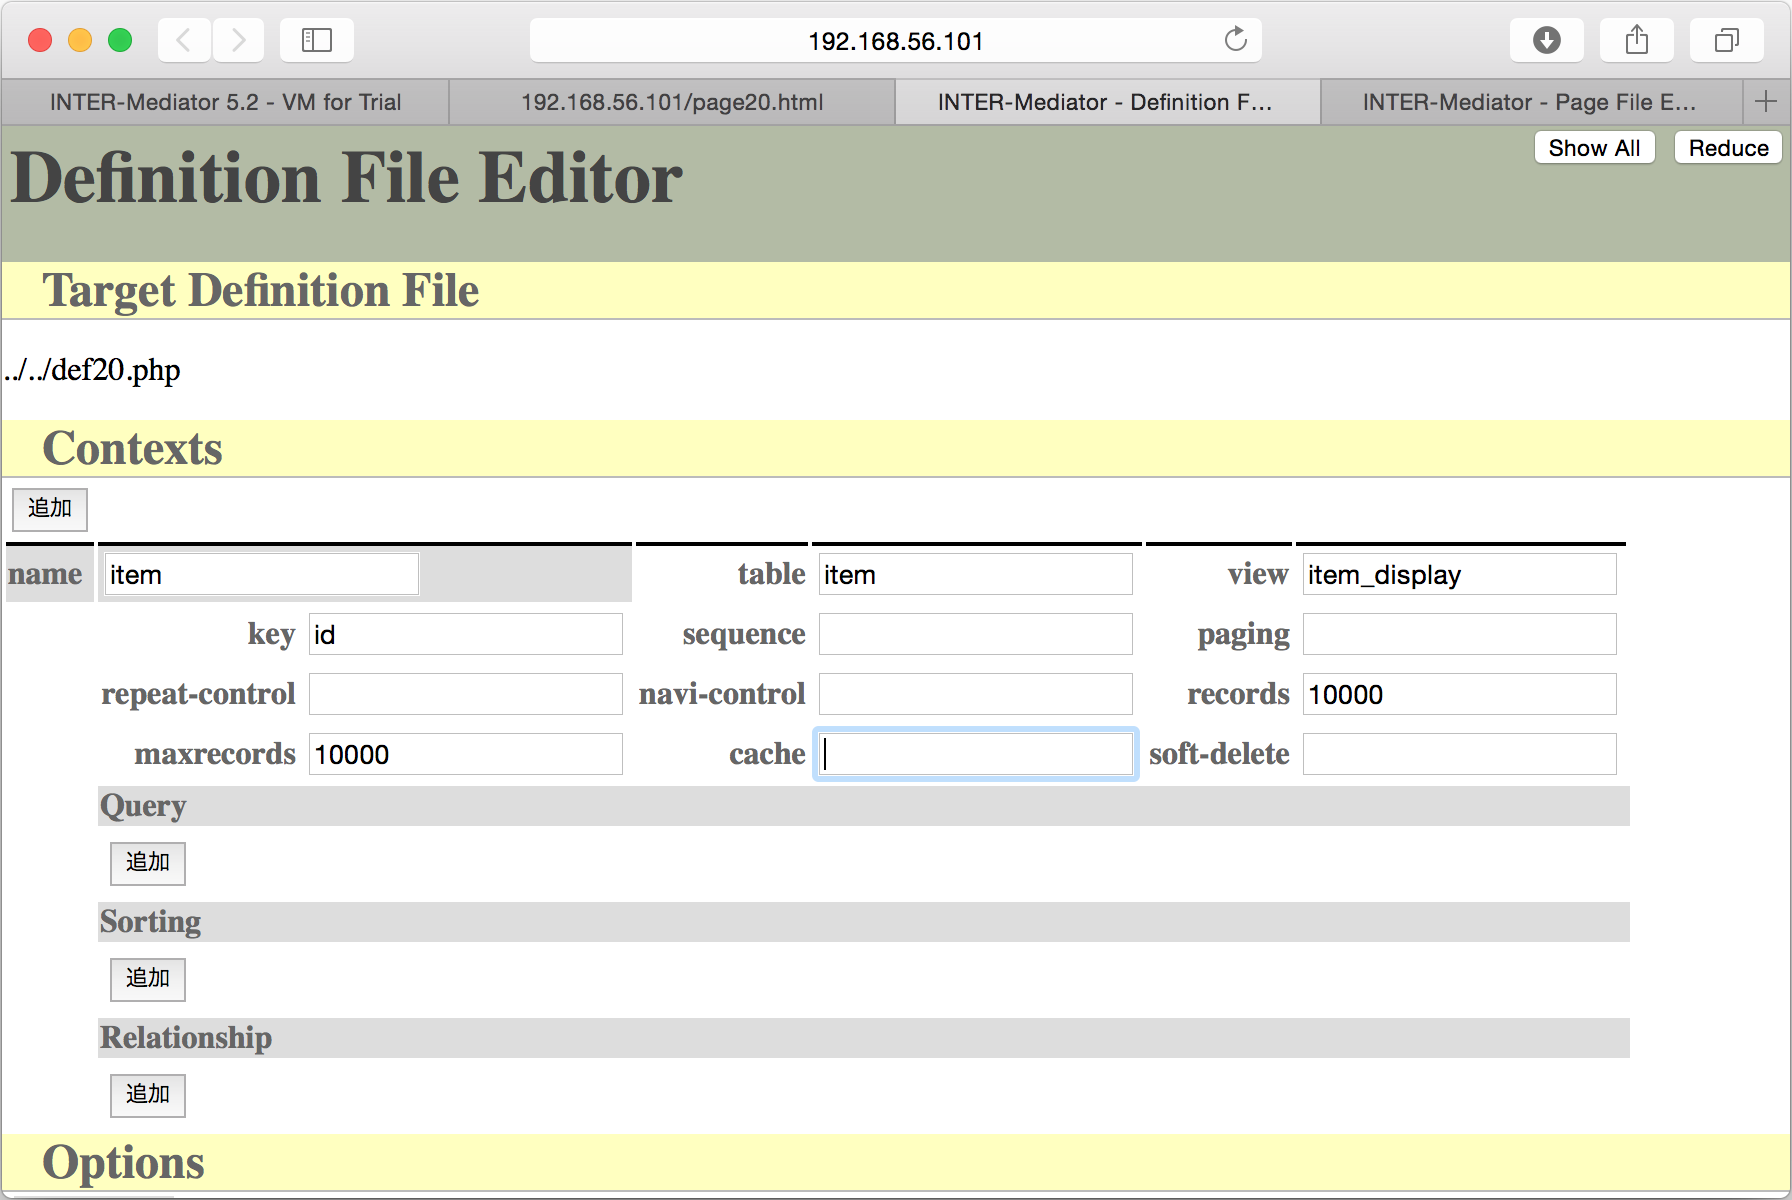 192.168.56.101
INTER-Mediator 5.2 - VM for Trial
192.168.56.101/page20.html
INTER-Mediator - Definition F...
INTER-Mediator - Page File E...
Definition File Editor
Show All
Reduce
Target Definition File
../../def20.php
Contexts
追加
name item table item view item_display
key id sequence paging
repeat-control navi-control records 10000
maxrecords 10000 cache soft-delete
Query
追加
Sorting
追加
Relationship
追加
Options